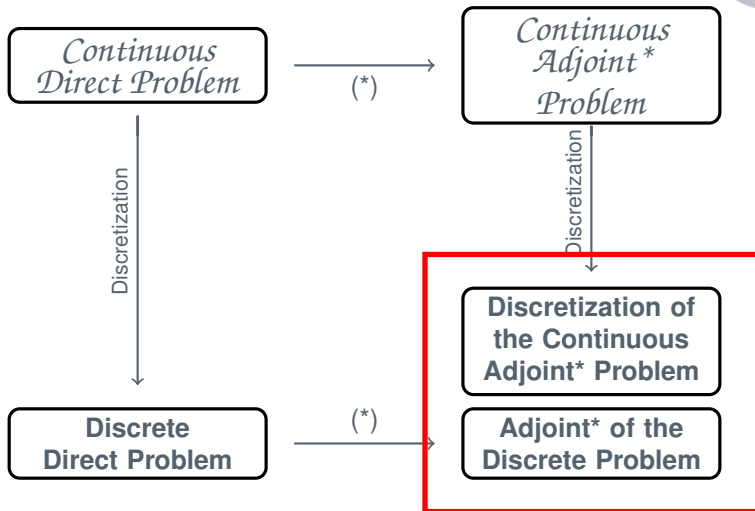 Continuous
Direct Problem
(*)
Continuous
Adjoint*
Problem
Discretization
Discretization
Discretization of
the Continuous
Adjoint* Problem
Discrete
Direct Problem
(*)
Adjoint* of the
Discrete Problem